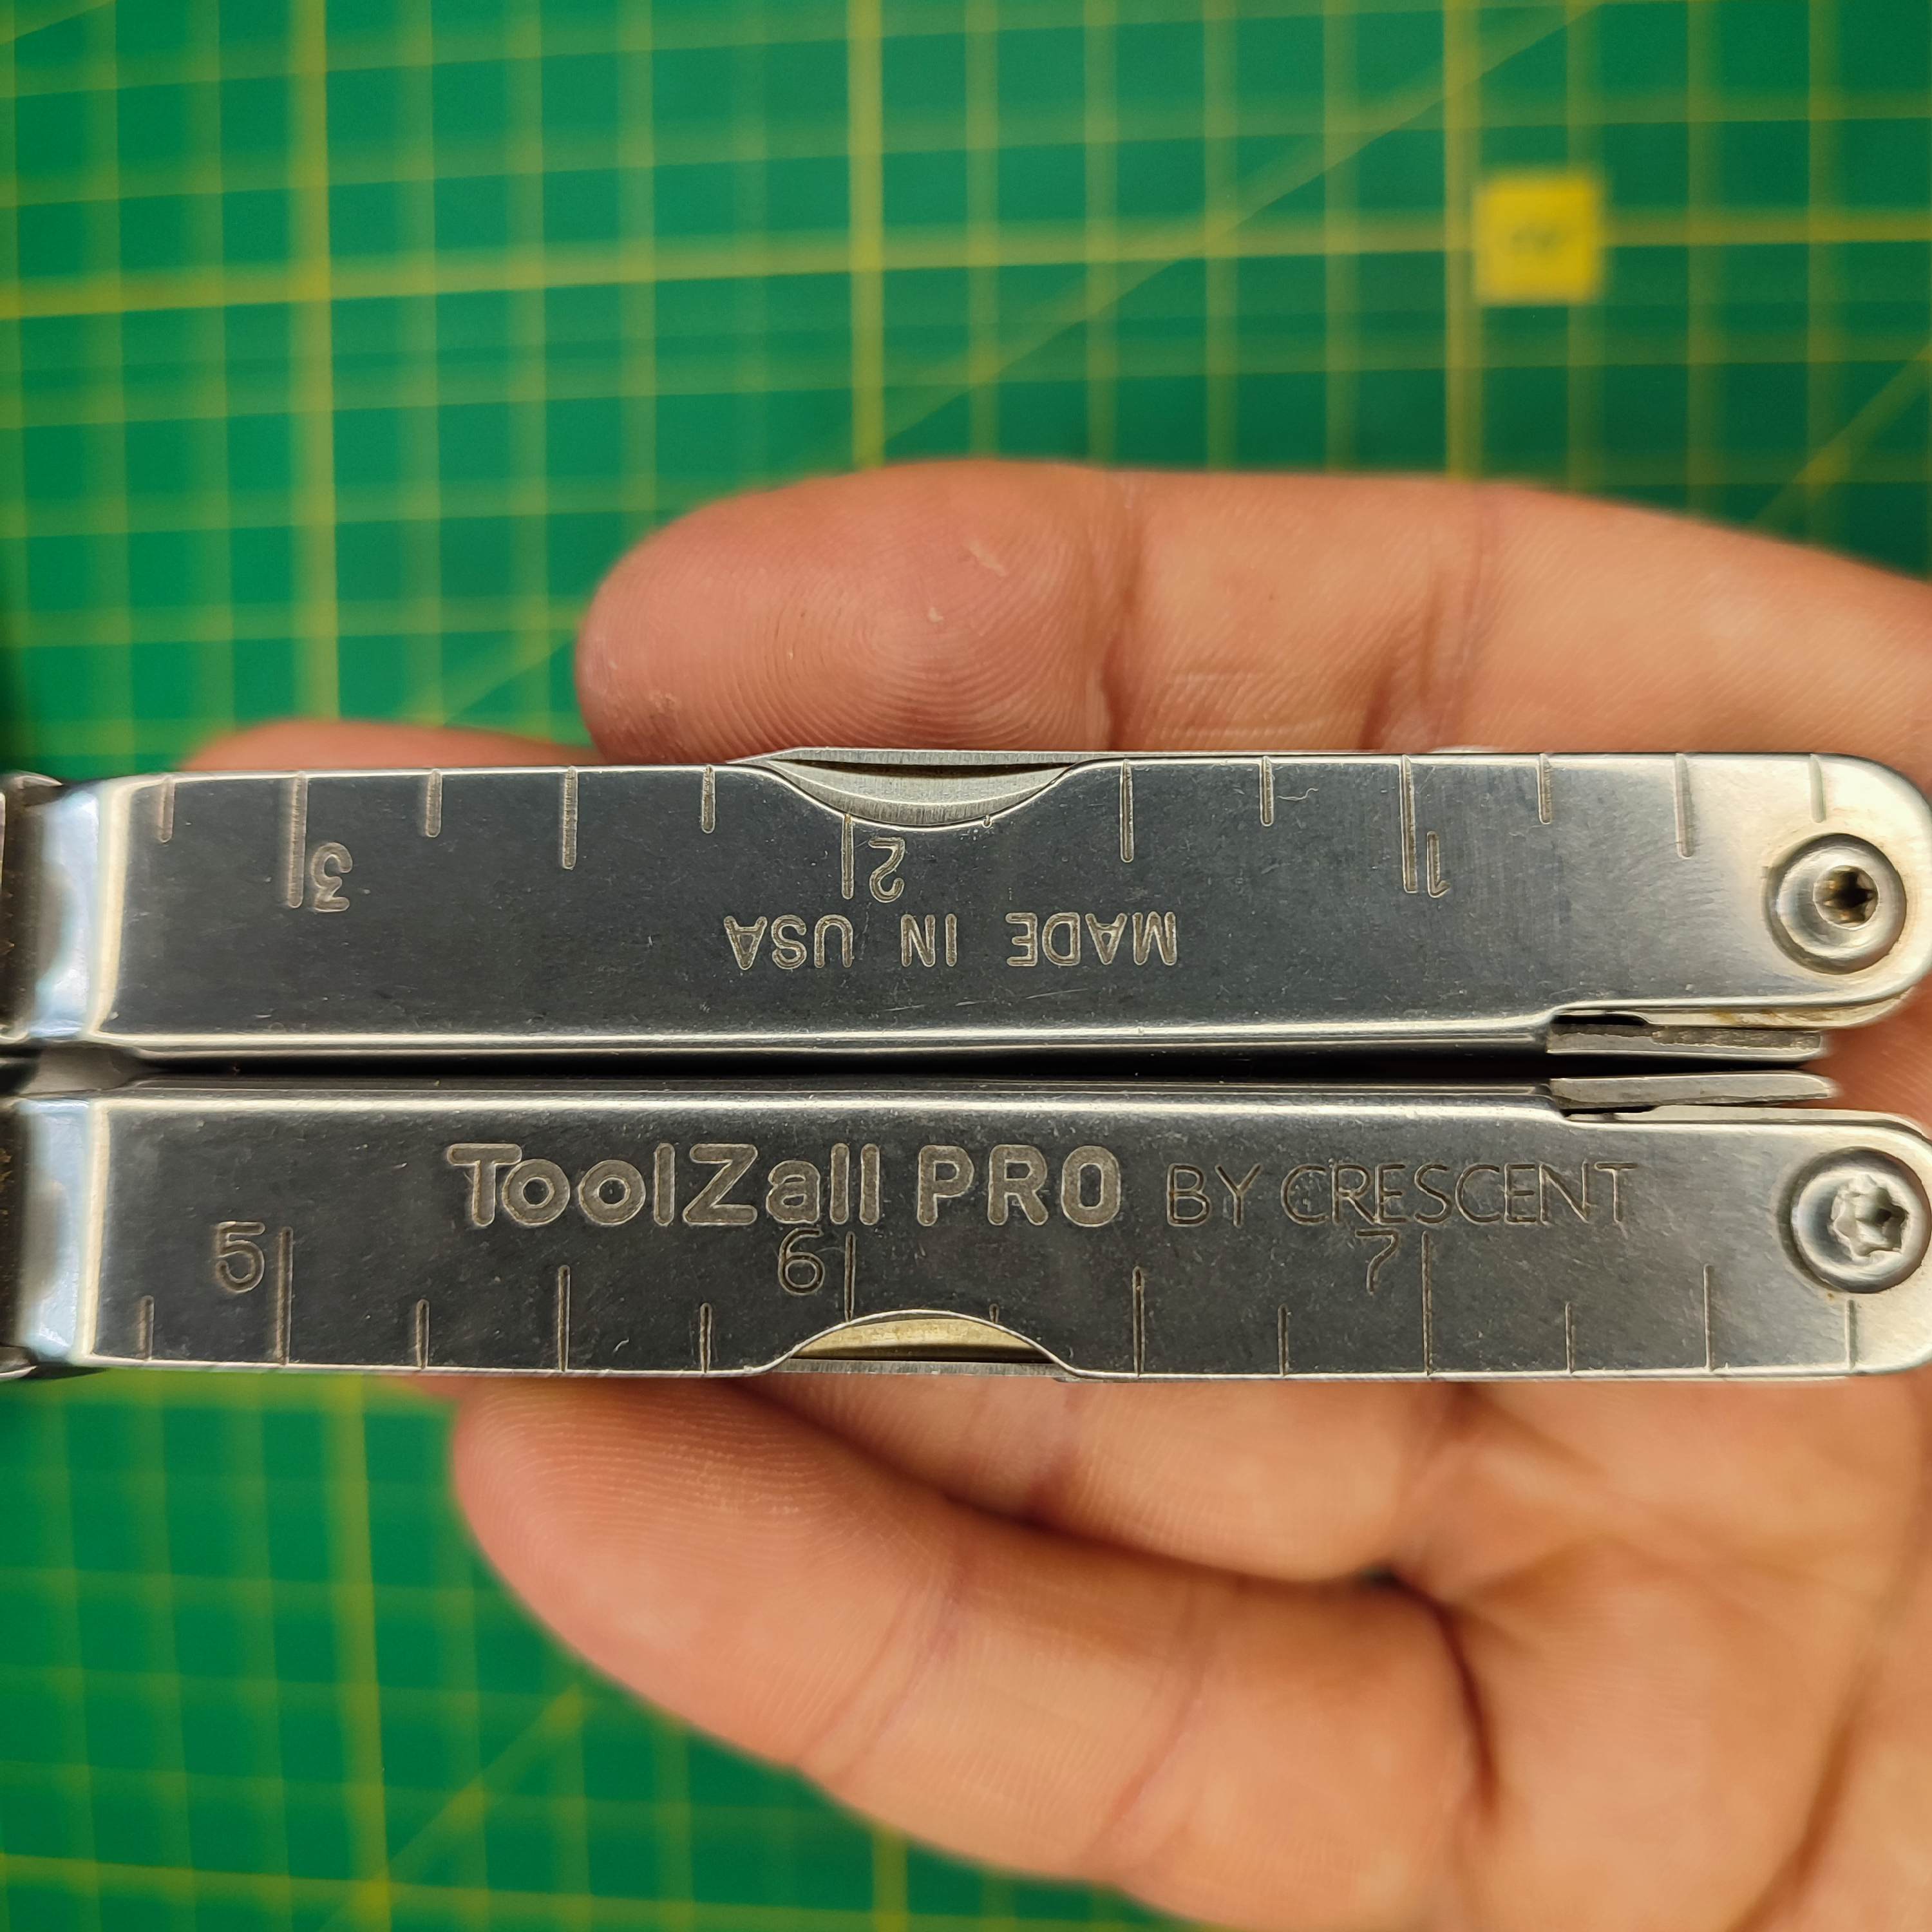 3 2 1
MADE IN USA
ToolZall PRO BY CRESCENT
5 6 7